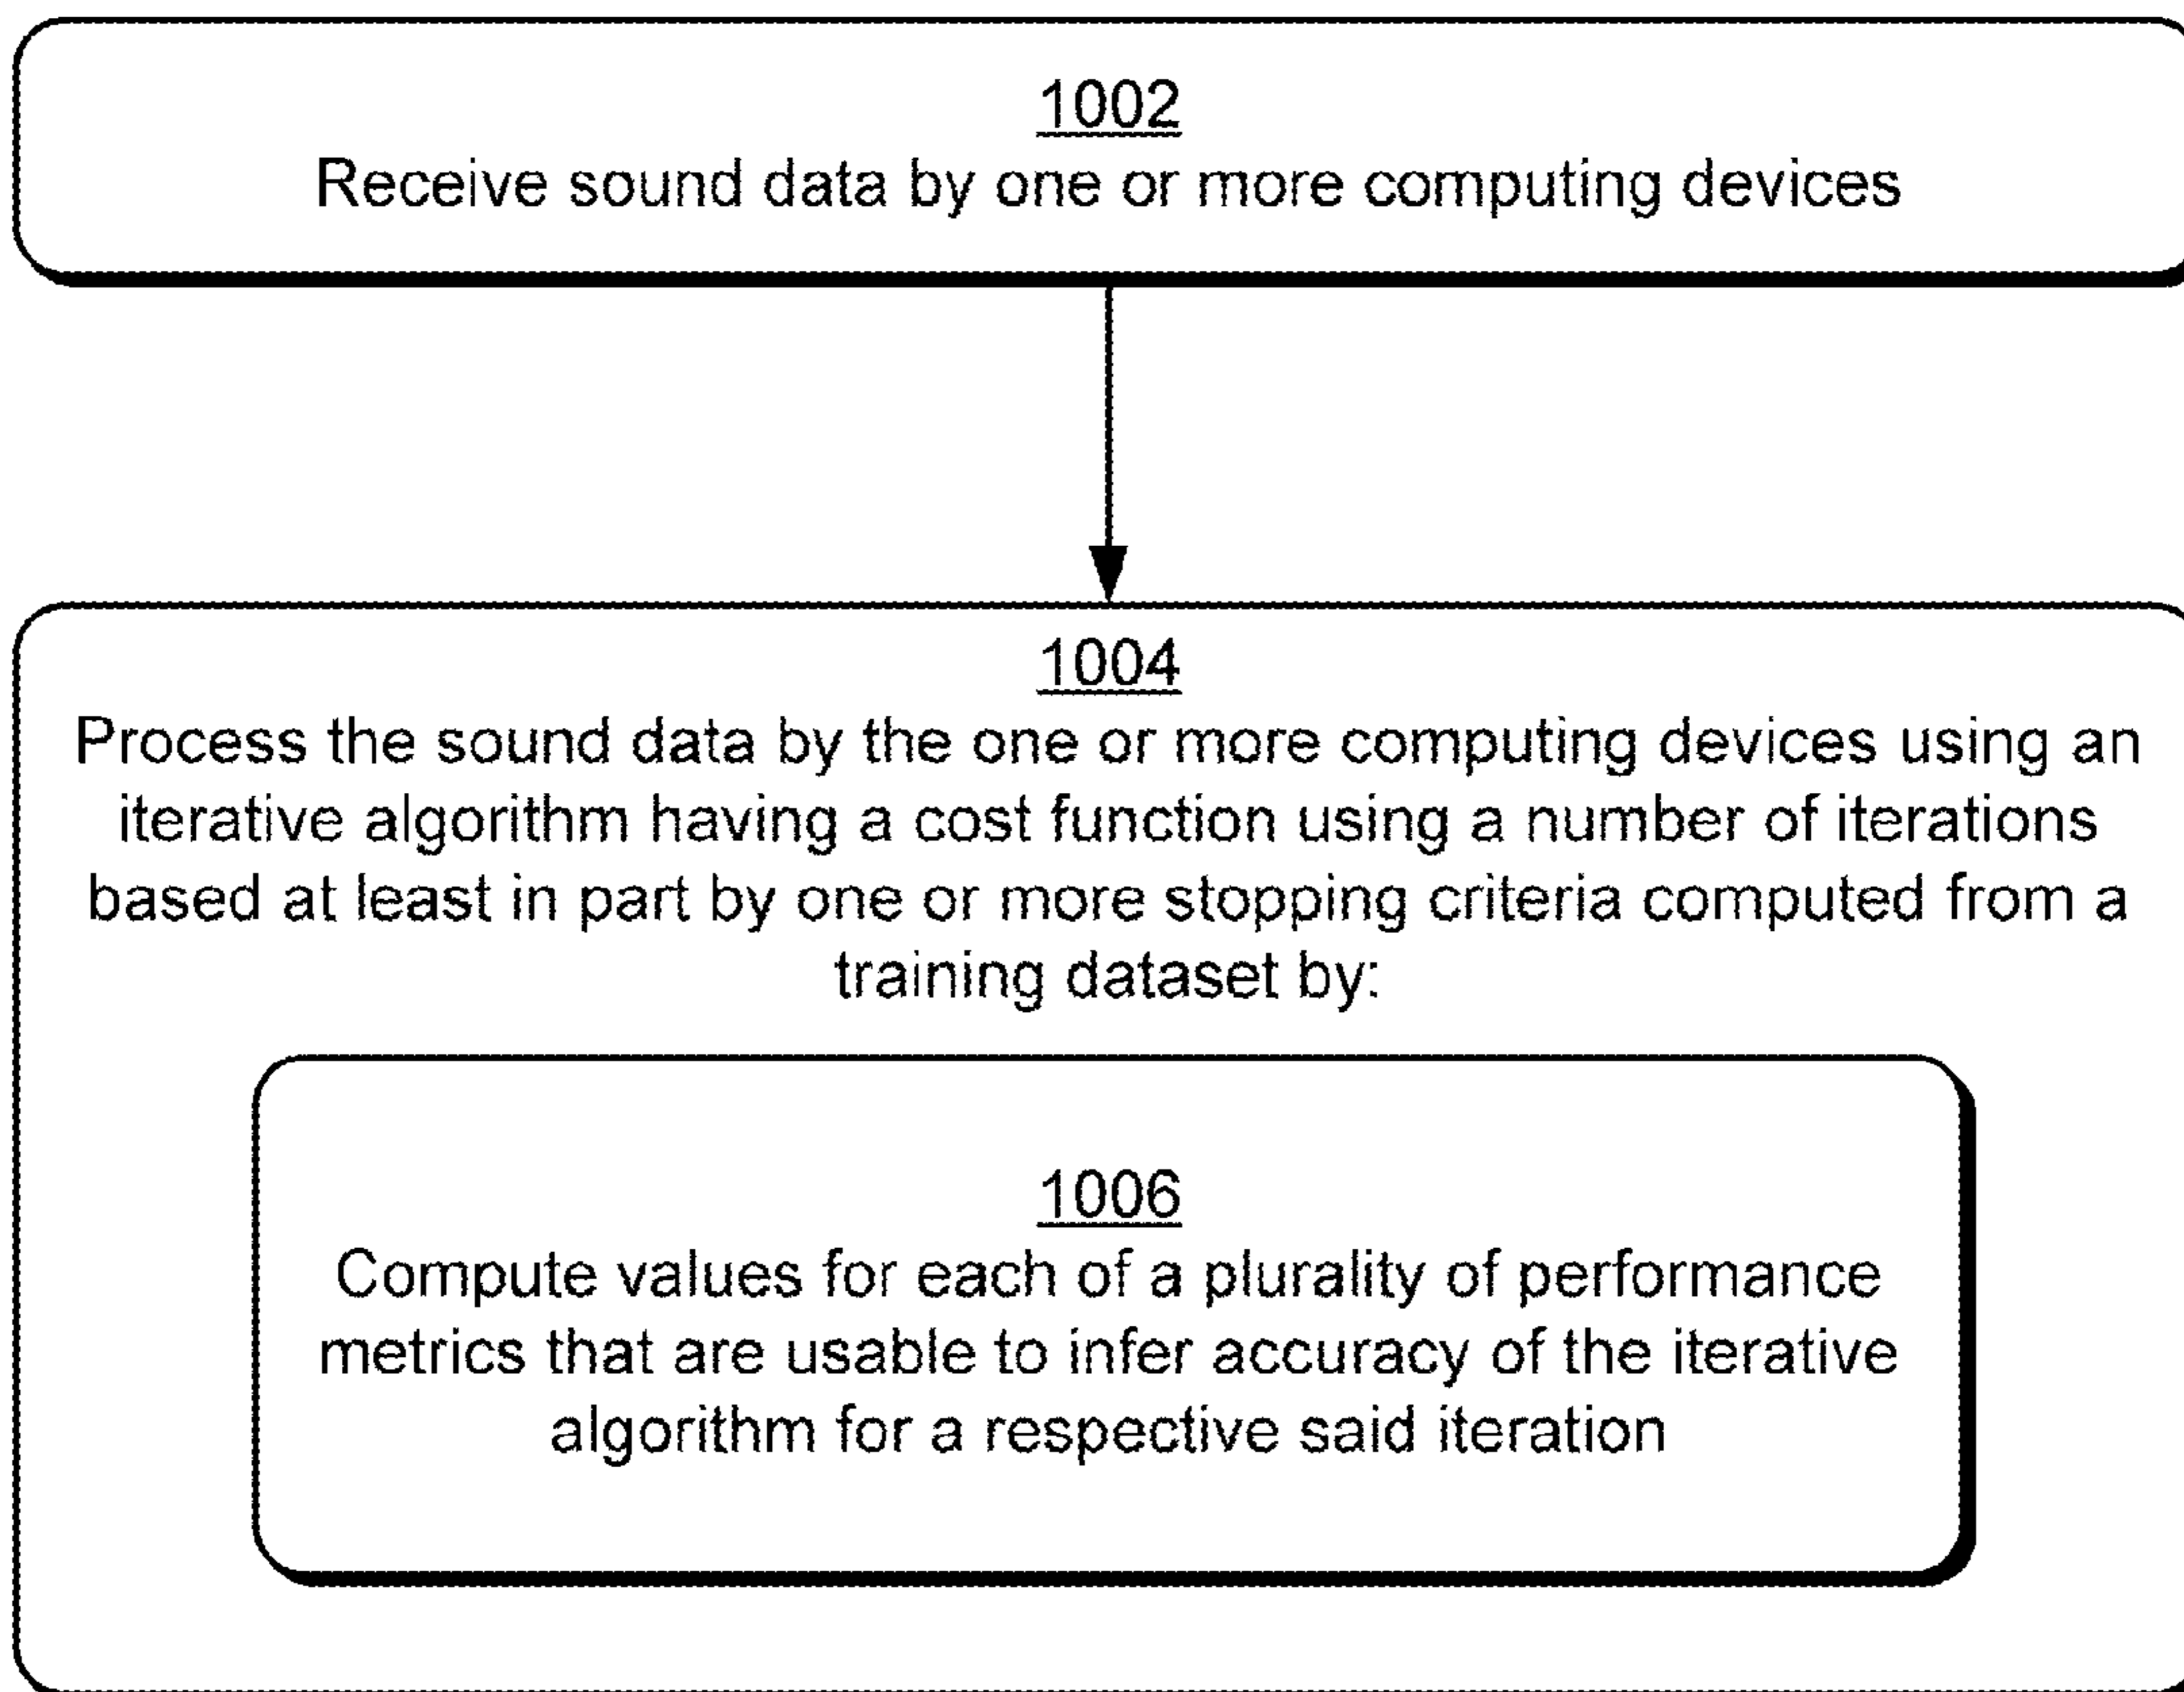 1002
Receive sound data by one or more computing devices
1004
Process the sound data by the one or more computing devices using an
iterative algorithm having a cost function using a number of iterations
based at least in part by one or more stopping criteria computed from a
training dataset by:
1006
Compute values for each of a plurality of performance
metrics that are usable to infer accuracy of the iterative
algorithm for a respective said iteration